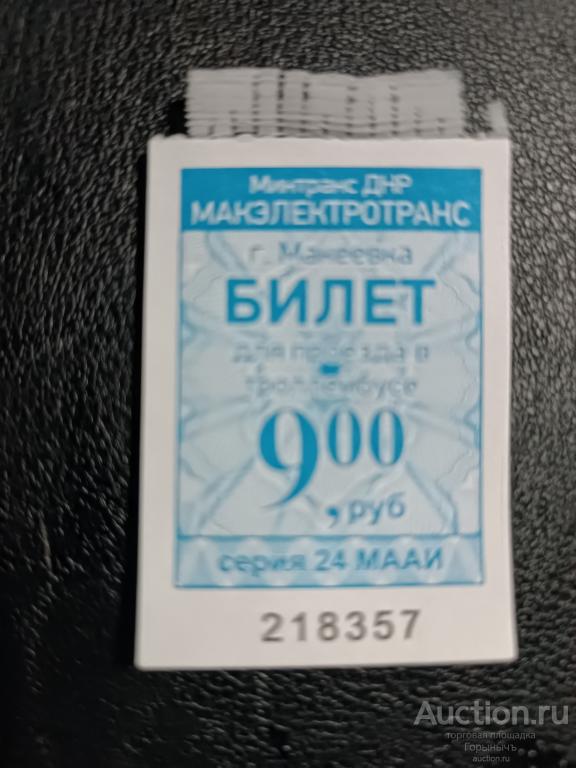 Минтранс ДНР
МАКЭЛЕКТРОТРАНС
г. Макеевка
БИЛЕТ
для проезда в
троллейбусе
9,00
руб
серия 24 МААИ
218357
Auction.ru
торговая площадка
Горынычъ
auction.ru